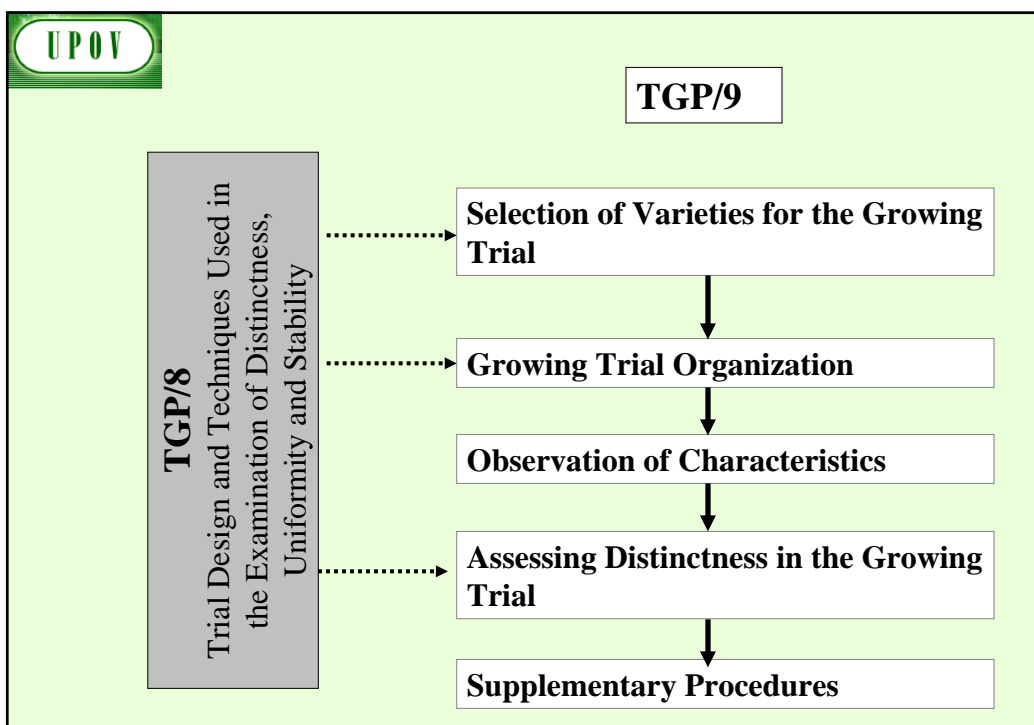 UPOV
TGP/9
TGP/8
Trial Design and Techniques Used in
the Examination of Distinctness,
Uniformity and Stability
Selection of Varieties for the Growing
Trial
Growing Trial Organization
Observation of Characteristics
Assessing Distinctness in the Growing
Trial
Supplementary Procedures